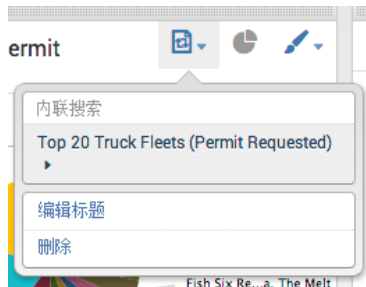 ermit
内联搜索
Top 20 Truck Fleets (Permit Requested)
编辑标题
删除
Fish Six Re...a, The Melt